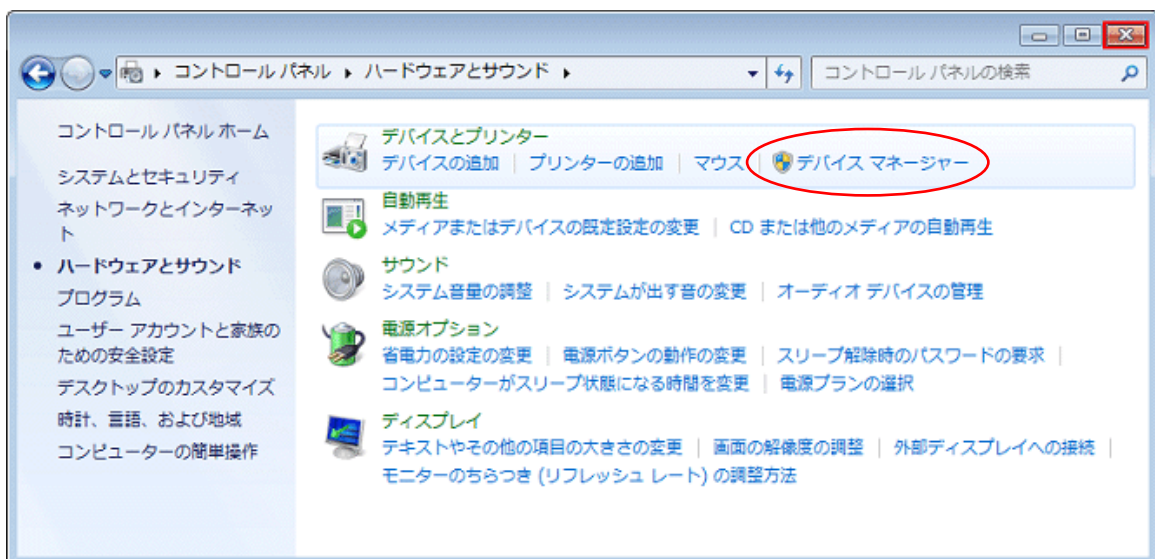 コントロール パネル ▸ ハードウェアとサウンド ▸
コントロール パネルの検索
コントロール パネル ホーム
システムとセキュリティ
ネットワークとインターネッ
ト
ハードウェアとサウンド
プログラム
ユーザー アカウントと家族の
ための安全設定
デスクトップのカスタマイズ
時計、言語、および地域
コンピューターの簡単操作
デバイスとプリンター
デバイスの追加 | プリンターの追加 | マウス | デバイス マネージャー
自動再生
メディアまたはデバイスの既定設定の変更 | CD または他のメディアの自動再生
サウンド
システム音量の調整 | システムが出す音の変更 | オーディオ デバイスの管理
電源オプション
省電力の設定の変更 | 電源ボタンの動作の変更 | スリープ解除時のパスワードの要求 |
コンピューターがスリープ状態になる時間を変更 | 電源プランの選択
ディスプレイ
テキストやその他の項目の大きさの変更 | 画面の解像度の調整 | 外部ディスプレイへの接続 |
モニターのちらつき (リフレッシュ レート) の調整方法